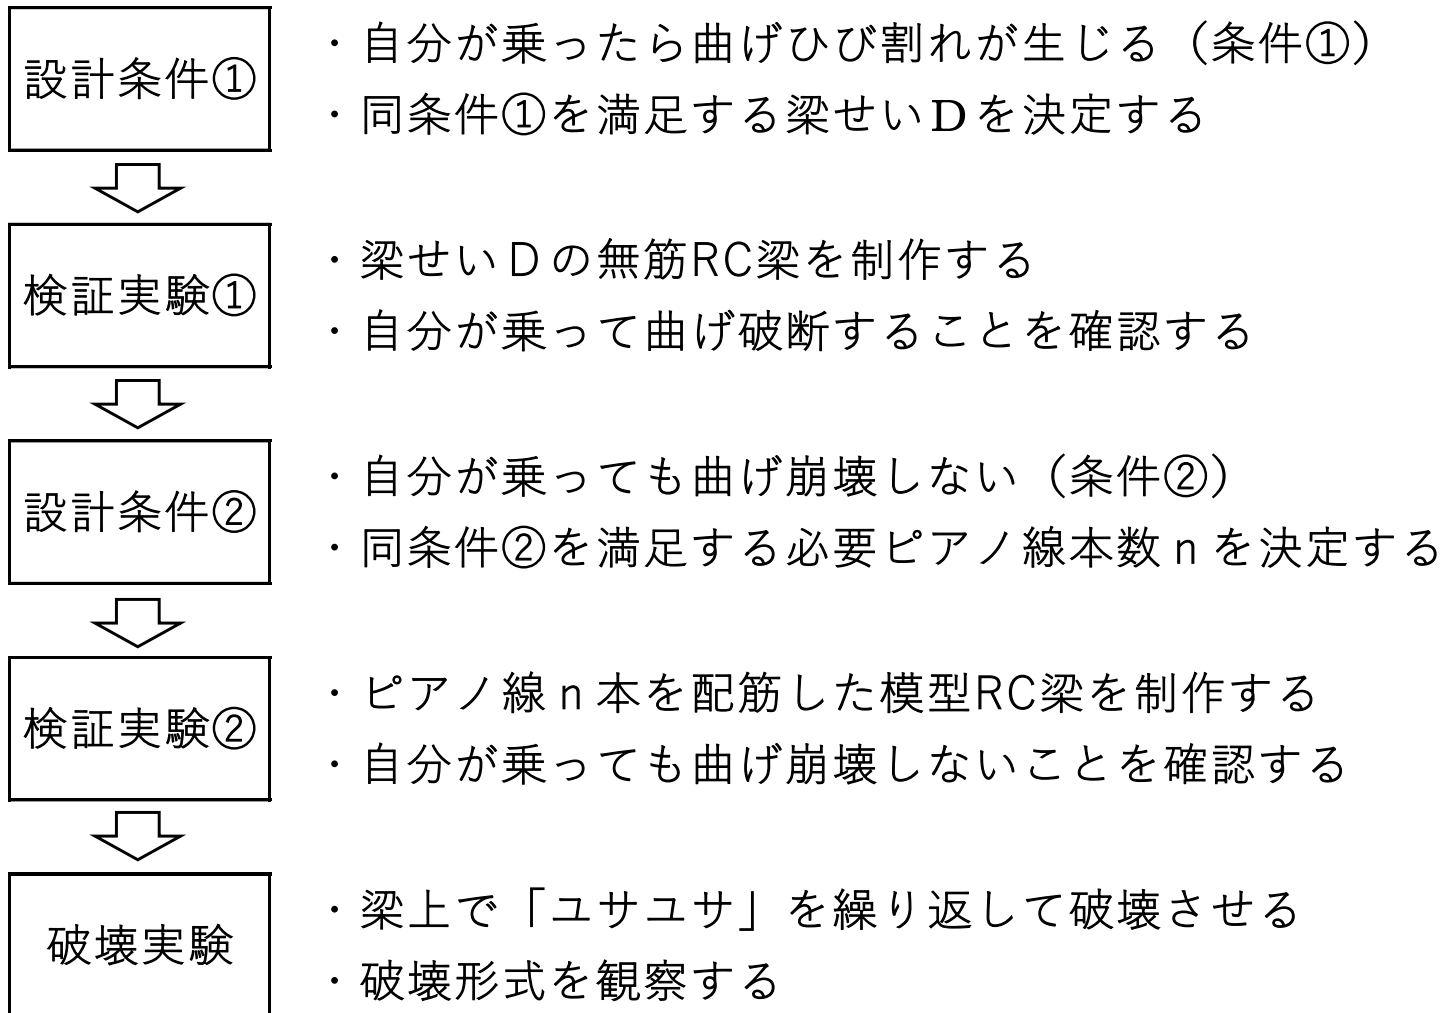 設計条件①
・自分が乗ったら曲げひび割れが生じる（条件①）
・同条件①を満足する梁せいDを決定する
検証実験①
・梁せいDの無筋RC梁を制作する
・自分が乗って曲げ破断することを確認する
設計条件②
・自分が乗っても曲げ崩壊しない（条件②）
・同条件②を満足する必要ピアノ線本数nを決定する
検証実験②
・ピアノ線n本を配筋した模型RC梁を制作する
・自分が乗っても曲げ崩壊しないことを確認する
破壊実験
・梁上で「ユサユサ」を繰り返して破壊させる
・破壊形式を観察する